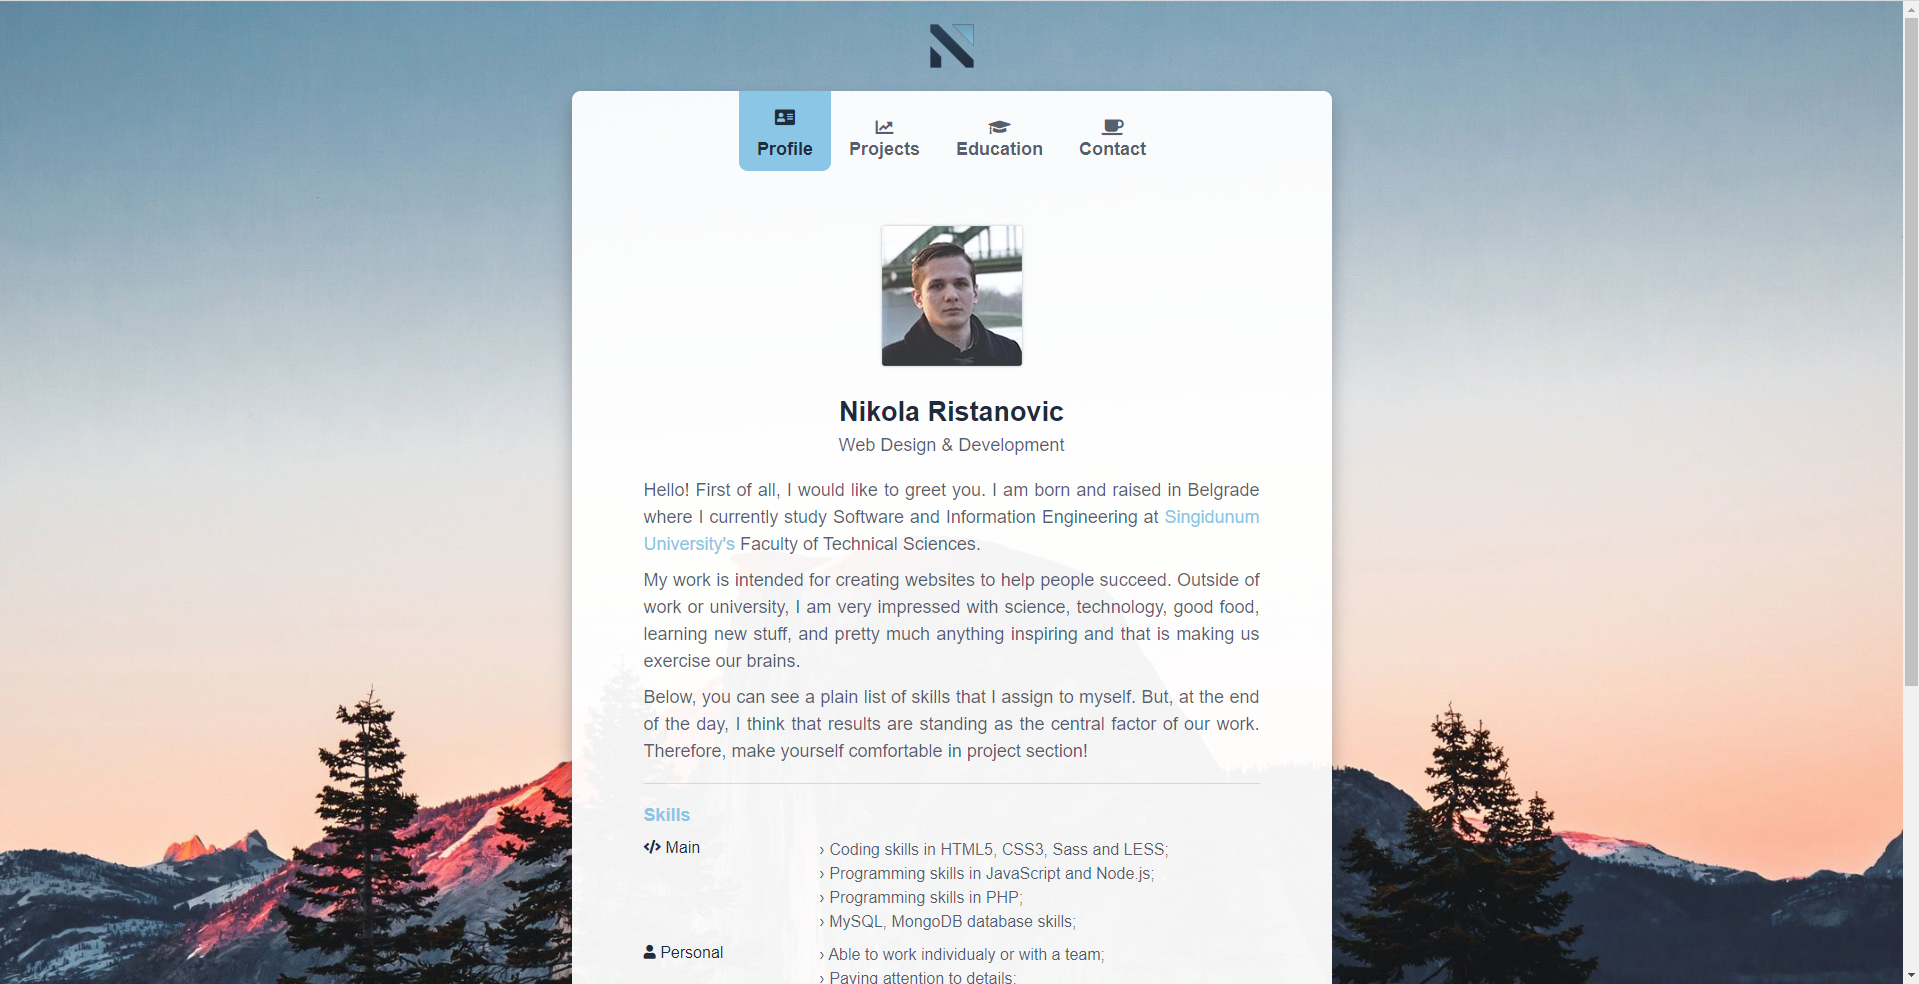 Profile
Projects
Education
Contact
Nikola Ristanovic
Web Design & Development
Hello! First of all, I would like to greet you. I am born and raised in Belgrade
where I currently study Software and Information Engineering at Singidunum
University's Faculty of Technical Sciences.
My work is intended for creating websites to help people succeed. Outside of
work or university, I am very impressed with science, technology, good food,
learning new stuff, and pretty much anything inspiring and that is making us
exercise our brains.
Below, you can see a plain list of skills that I assign to myself. But, at the end
of the day, I think that results are standing as the central factor of our work.
Therefore, make yourself comfortable in project section!
Skills
Main
› Coding skills in HTML5, CSS3, Sass and LESS;
› Programming skills in JavaScript and Node.js;
› Programming skills in PHP;
› MySQL, MongoDB database skills;
Personal
› Able to work individualy or with a team;
› Paying attention to details;